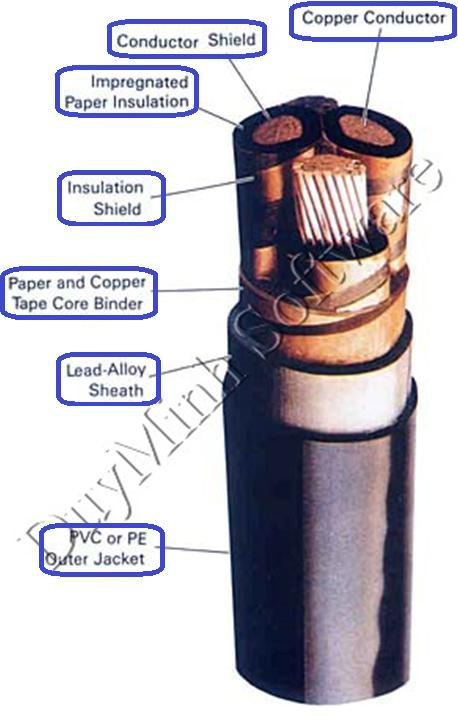 Copper Conductor
Conductor Shield
Impregnated
Paper Insulation
Insulation
Shield
Paper and Copper
Tape Core Binder
Lead-Alloy
Sheath
PVC or PE
Outer Jacket
DuyMinh Software